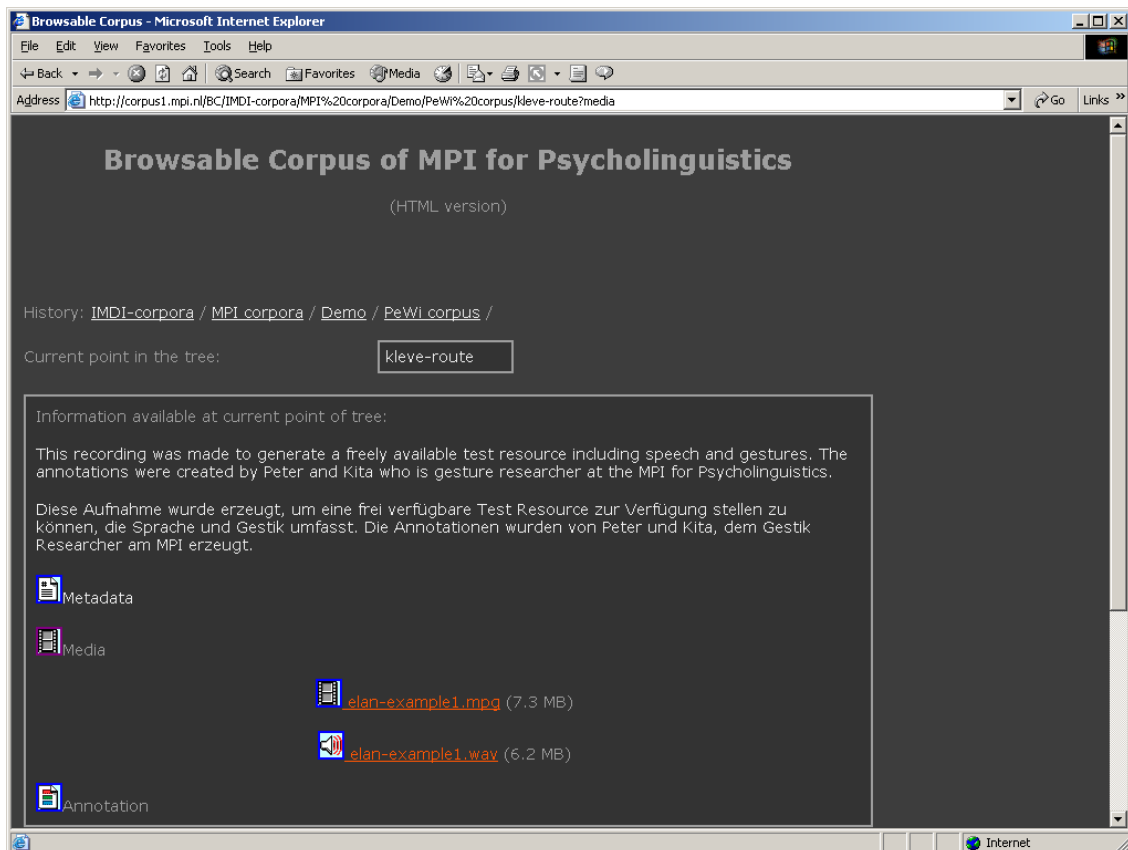 Browsable Corpus - Microsoft Internet Explorer
File Edit View Favorites Tools Help
Back Search Favorites Media
Address http://corpus1.mpi.nl/BC/IMDI-corpora/MPI%20corpora/Demo/PeWi%20corpus/kleve-route?media Go Links »
Browsable Corpus of MPI for Psycholinguistics
(HTML version)
History: IMDI-corpora / MPI corpora / Demo / PeWi corpus /
Current point in the tree: kleve-route
Information available at current point of tree:
This recording was made to generate a freely available test resource including speech and gestures. The
annotations were created by Peter and Kita who is gesture researcher at the MPI for Psycholinguistics.
Diese Aufnahme wurde erzeugt, um eine frei verfügbare Test Resource zur Verfügung stellen zu
können, die Sprache und Gestik umfasst. Die Annotationen wurden von Peter und Kita, dem Gestik
Researcher am MPI erzeugt.
Metadata
Media
elan-example1.mpg (7.3 MB)
elan-example1.wav (6.2 MB)
Annotation
Internet